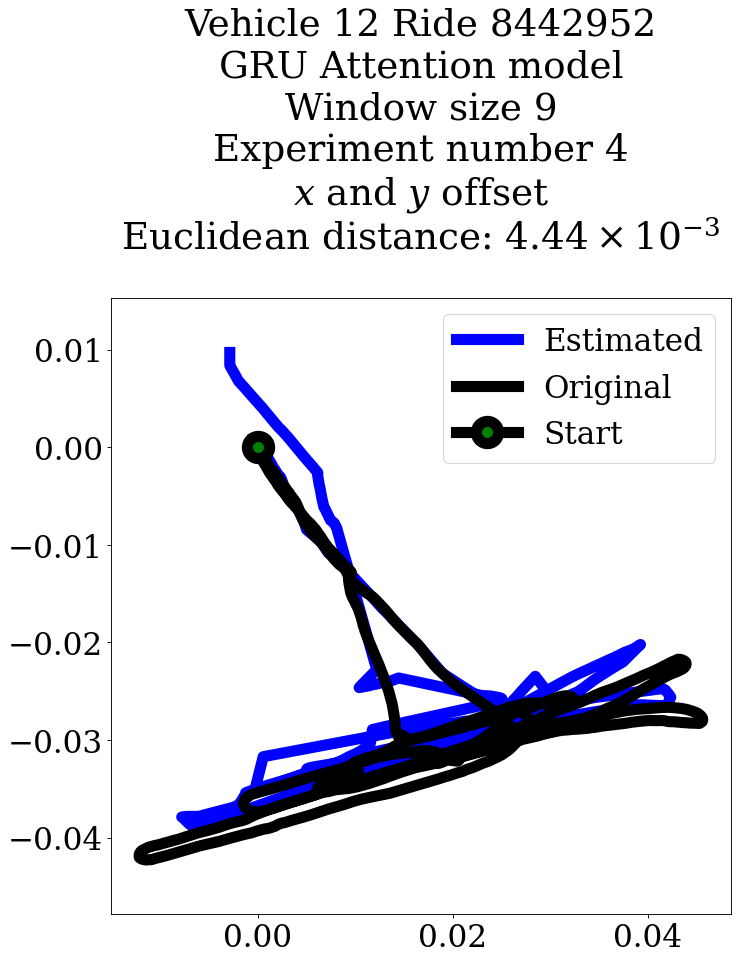 Vehicle 12 Ride 8442952
GRU Attention model
Window size 9
Experiment number 4
x and y offset
Euclidean distance: 4.44 × 10⁻³
Estimated
Original
Start
0.01
0.00
−0.01
−0.02
−0.03
−0.04
0.00 0.02 0.04